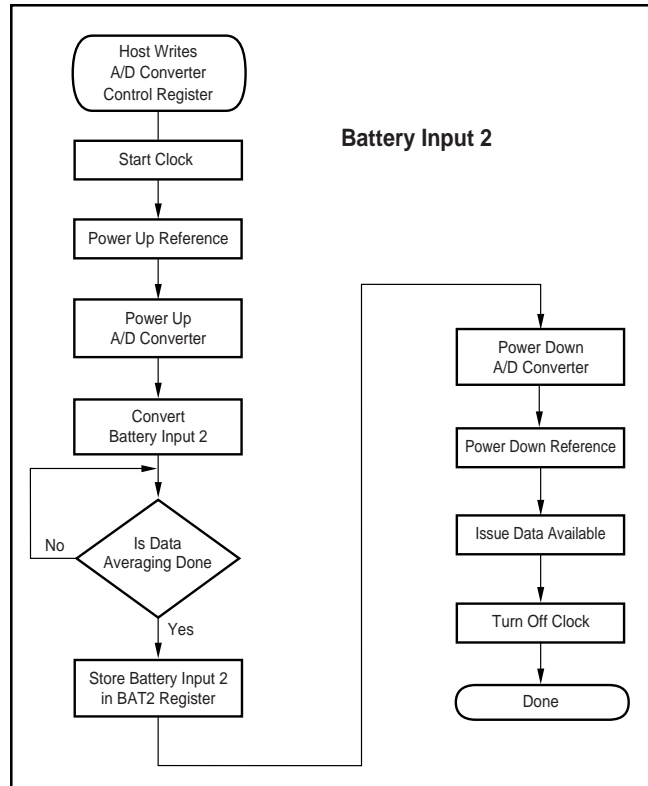 Host Writes
A/D Converter
Control Register
Battery Input 2
Start Clock
Power Up Reference
Power Up
A/D Converter
Convert
Battery Input 2
No
Is Data
Averaging Done
Yes
Store Battery Input 2
in BAT2 Register
Power Down
A/D Converter
Power Down Reference
Issue Data Available
Turn Off Clock
Done